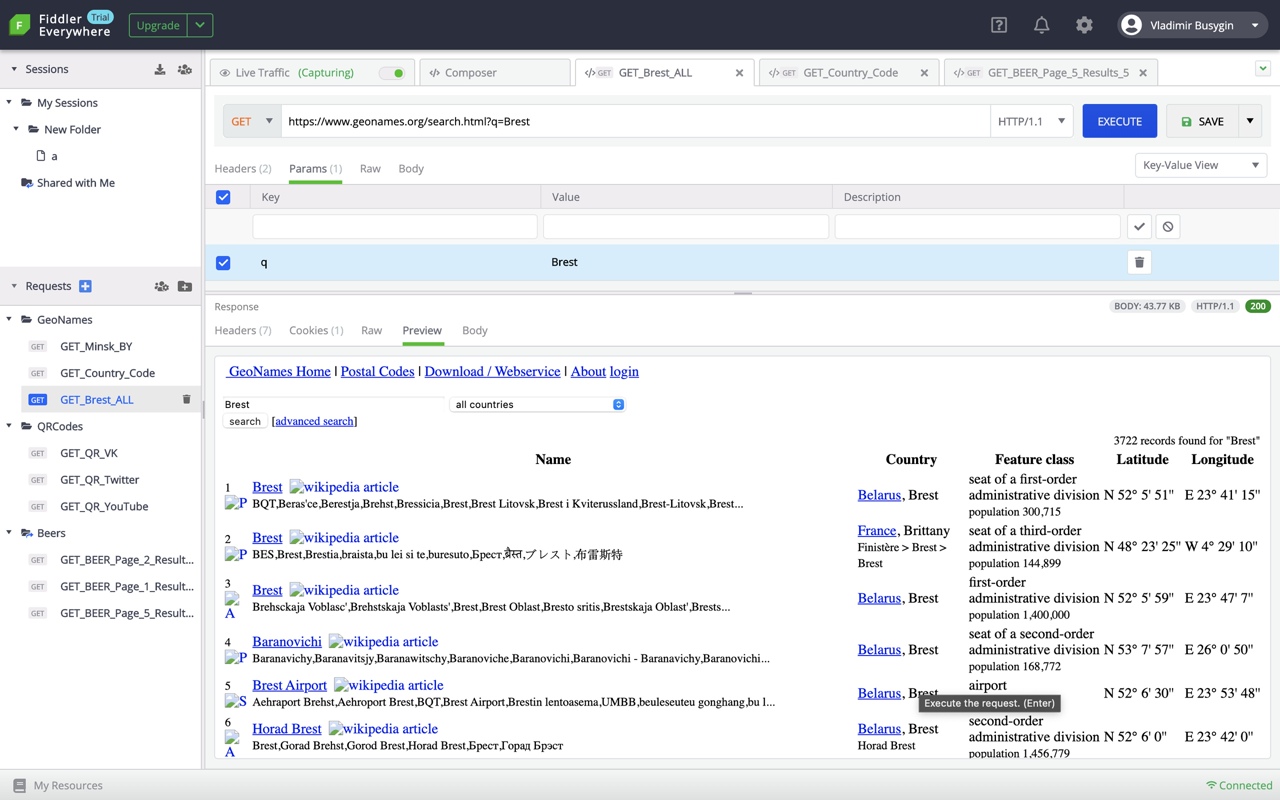 Fiddler Everywhere Trial
Upgrade
Vladimir Busygin
Sessions
My Sessions
New Folder
a
Shared with Me
Requests
GeoNames
GET GET_Minsk_BY
GET GET_Country_Code
GET GET_Brest_ALL
QRCodes
GET GET_QR_VK
GET GET_QR_Twitter
GET GET_QR_YouTube
Beers
GET GET_BEER_Page_2_Result...
GET GET_BEER_Page_1_Result...
GET GET_BEER_Page_5_Result...
Live Traffic (Capturing)
</> Composer
</> GET GET_Brest_ALL
</> GET GET_Country_Code
</> GET GET_BEER_Page_5_Results_5
GET https://www.geonames.org/search.html?q=Brest HTTP/1.1 EXECUTE SAVE
Headers (2) Params (1) Raw Body Key-Value View
Key Value Description
q Brest
Response BODY: 43.77 KB HTTP/1.1 200
Headers (7) Cookies (1) Raw Preview Body
GeoNames Home | Postal Codes | Download / Webservice | About login
Brest all countries
search [advanced search]
3722 records found for "Brest"
Name Country Feature class Latitude Longitude
1 Brest wikipedia article
P BQT,Beras'ce,Berestja,Brehst,Bressicia,Brest,Brest Litovsk,Brest i Kviterussland,Brest-Litovsk,Brest...
Belarus, Brest
seat of a first-order
administrative division N 52° 5' 51'' E 23° 41' 15''
population 300,715
2 Brest wikipedia article
P BES,Brest,Brestia,braista,bu lei si te,buresuto,Брест,ब्रैस्त,ブレスト,布雷斯特
France, Brittany
Finistère > Brest >
Brest
seat of a third-order
administrative division N 48° 23' 25'' W 4° 29' 10''
population 144,899
3 Brest wikipedia article
A Brehsckaja Voblasc',Brehstskaja Voblasts',Brest,Brest Oblast,Bresto sritis,Brestskaja Oblast',Brests...
Belarus, Brest
first-order
administrative division N 52° 5' 59'' E 23° 47' 7''
population 1,400,000
4 Baranovichi wikipedia article
P Baranavichy,Baranavitsjy,Baranawitschy,Baranoviche,Baranovichi,Baranovichi - Baranavichy,Baranovichi...
Belarus, Brest
seat of a second-order
administrative division N 53° 7' 57'' E 26° 0' 50''
population 168,772
5 Brest Airport wikipedia article
S Aehraport Brehst,Aehroport Brest,BQT,Brest Airport,Brestin lentoasema,UMBB,beuleseuteu gonghang,bu l...
Belarus, Brest
airport
N 52° 6' 30'' E 23° 53' 48''
Execute the request. (Enter)
6 Horad Brest wikipedia article
A Brest,Gorad Brehst,Gorod Brest,Horad Brest,Брест,Горад Брэст
Belarus, Brest
Horad Brest
second-order
administrative division N 52° 6' 0'' E 23° 42' 0''
population 1,456,779
My Resources
Connected